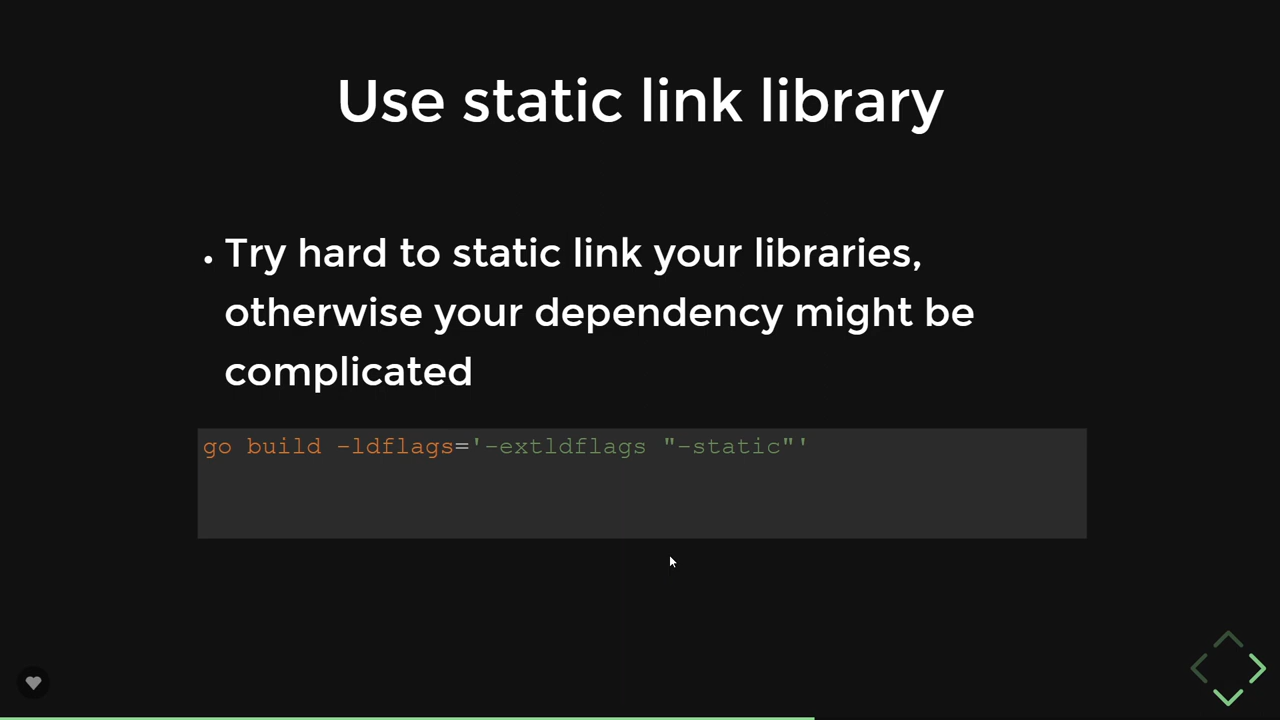 Use static link library
• Try hard to static link your libraries,
otherwise your dependency might be
complicated
go build -ldflags='-extldflags "-static"'